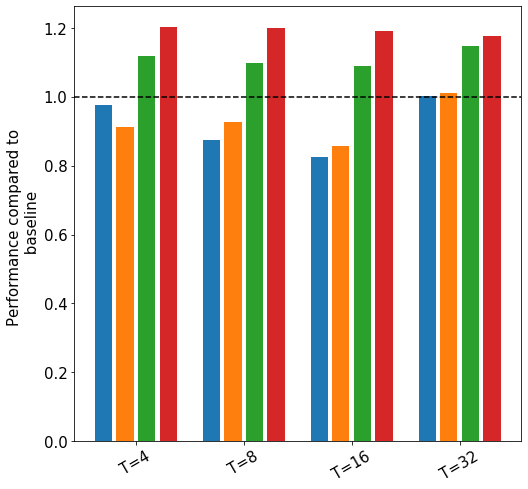 1.2
1.0
0.8
0.6
0.4
0.2
0.0
Performance compared to
baseline
T=4
T=8
T=16
T=32